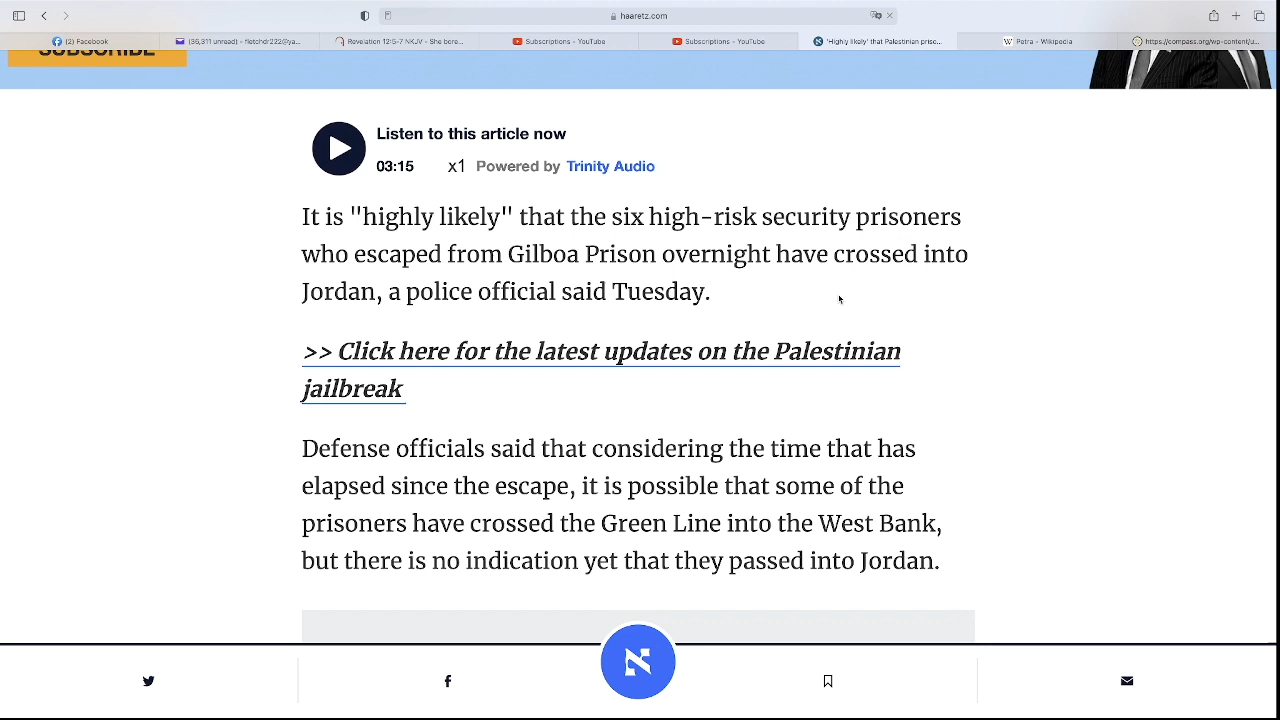 haaretz.com
(2) Facebook
(36,311 unread) - fletchdr222@ya...
Revelation 12:5-7 NKJV - She bore...
Subscriptions - YouTube
Subscriptions - YouTube
'Highly likely' that Palestinian priso...
Petra - Wikipedia
https://compass.org/wp-content/u...
SUBSCRIBE
Listen to this article now
03:15 x1 Powered by Trinity Audio
It is "highly likely" that the six high-risk security prisoners
who escaped from Gilboa Prison overnight have crossed into
Jordan, a police official said Tuesday.
>> Click here for the latest updates on the Palestinian
jailbreak
Defense officials said that considering the time that has
elapsed since the escape, it is possible that some of the
prisoners have crossed the Green Line into the West Bank,
but there is no indication yet that they passed into Jordan.